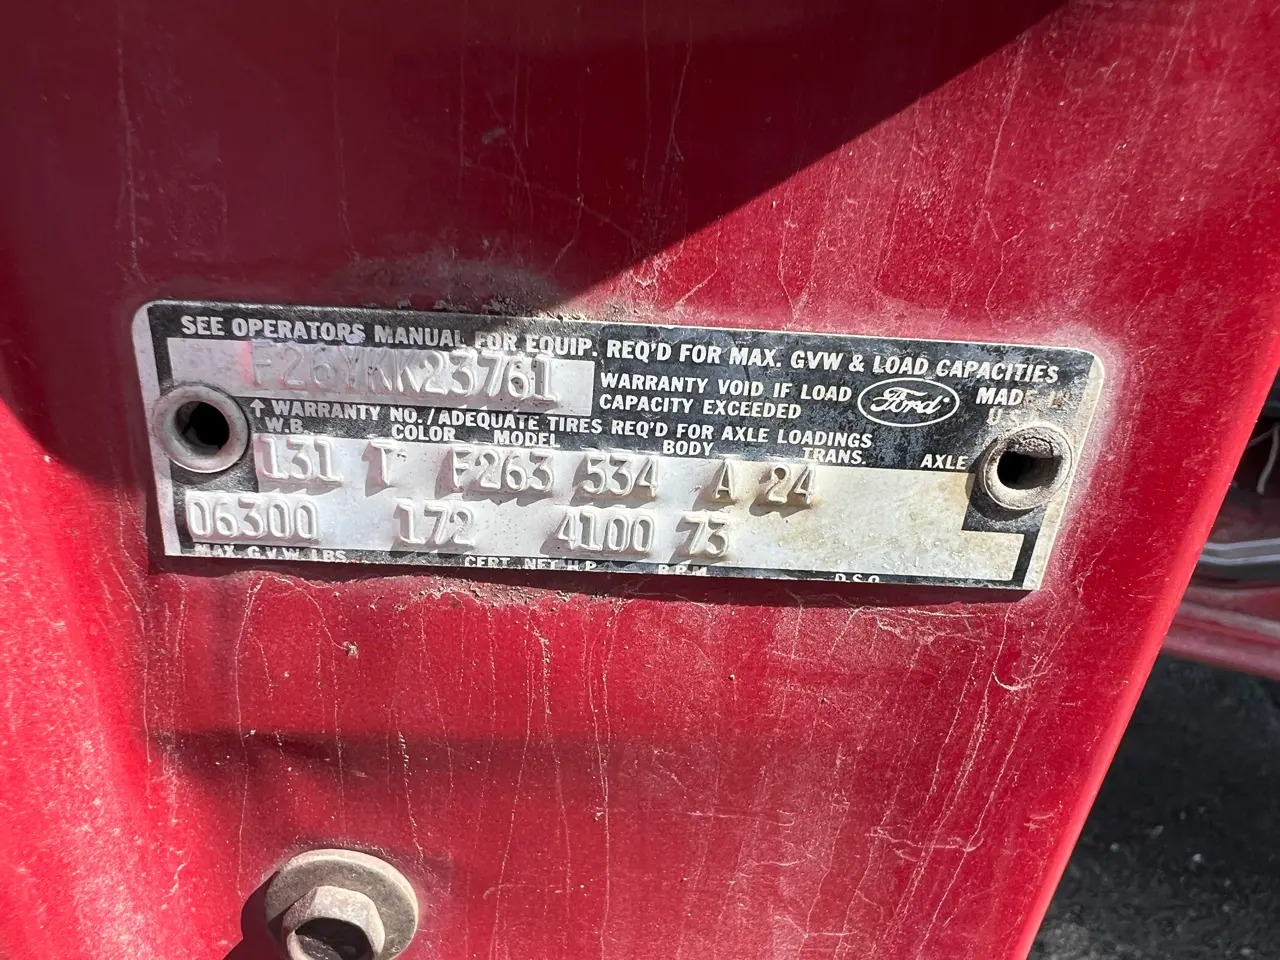 SEE OPERATORS MANUAL FOR EQUIP. REQ'D FOR MAX. GVW & LOAD CAPACITIES
F26YKK23761
WARRANTY VOID IF LOAD
CAPACITY EXCEEDED
Ford
MADE IN
↑ WARRANTY NO./ADEQUATE TIRES REQ'D FOR AXLE LOADINGS
W.B. COLOR MODEL BODY TRANS. AXLE
131 T F263 534 A 24
06300 172 4100 73
MAX. G.V.W. LBS CERT. NET H.P. R.P.M. D.S.O.